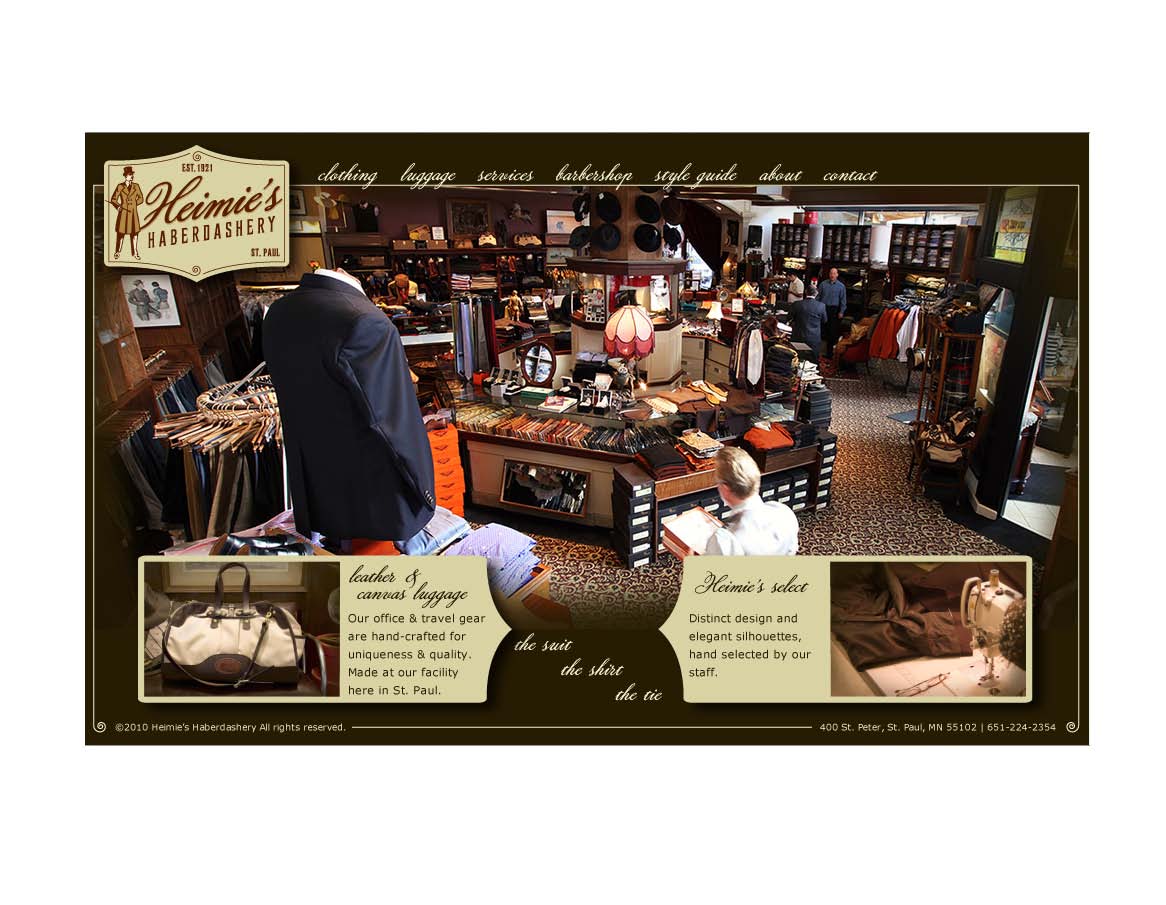 EST. 1921
Heimie's
HABERDASHERY
ST. PAUL
clothing luggage services barbershop style guide about contact
leather &
canvas luggage
Our office & travel gear
are hand-crafted for
uniqueness & quality.
Made at our facility
here in St. Paul.
the suit
the shirt
the tie
Heimie's select
Distinct design and
elegant silhouettes,
hand selected by our
staff.
©2010 Heimie's Haberdashery All rights reserved.
400 St. Peter, St. Paul, MN 55102 | 651-224-2354